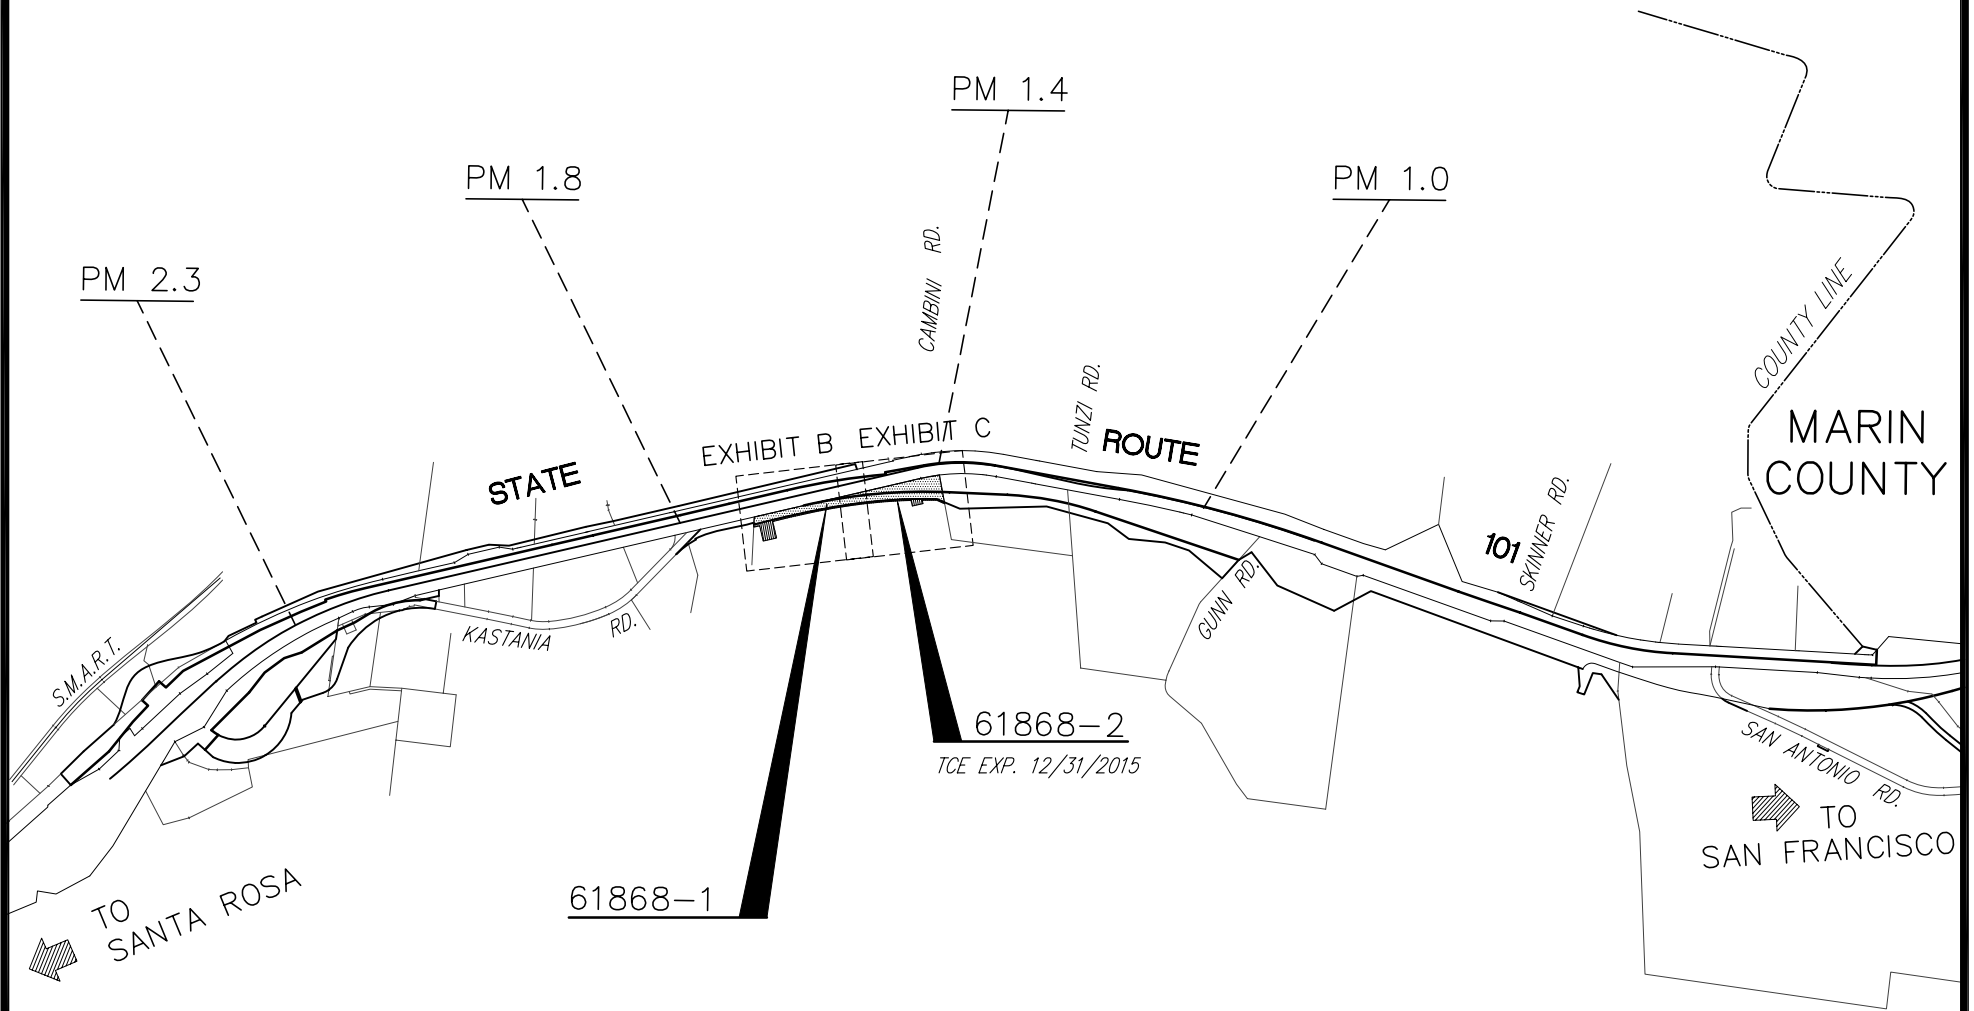 PM 1.4
PM 1.8
PM 1.0
PM 2.3
CAMBINI RD.
COUNTY LINE
TUNZI RD.
MARIN
COUNTY
EXHIBIT B
EXHIBIT C
STATE
ROUTE
101
SKINNER RD.
GUNN RD.
KASTANIA RD.
S.M.A.R.T.
61868-2
TCE EXP. 12/31/2015
SAN ANTONIO RD.
TO
SAN FRANCISCO
61868-1
TO
SANTA ROSA